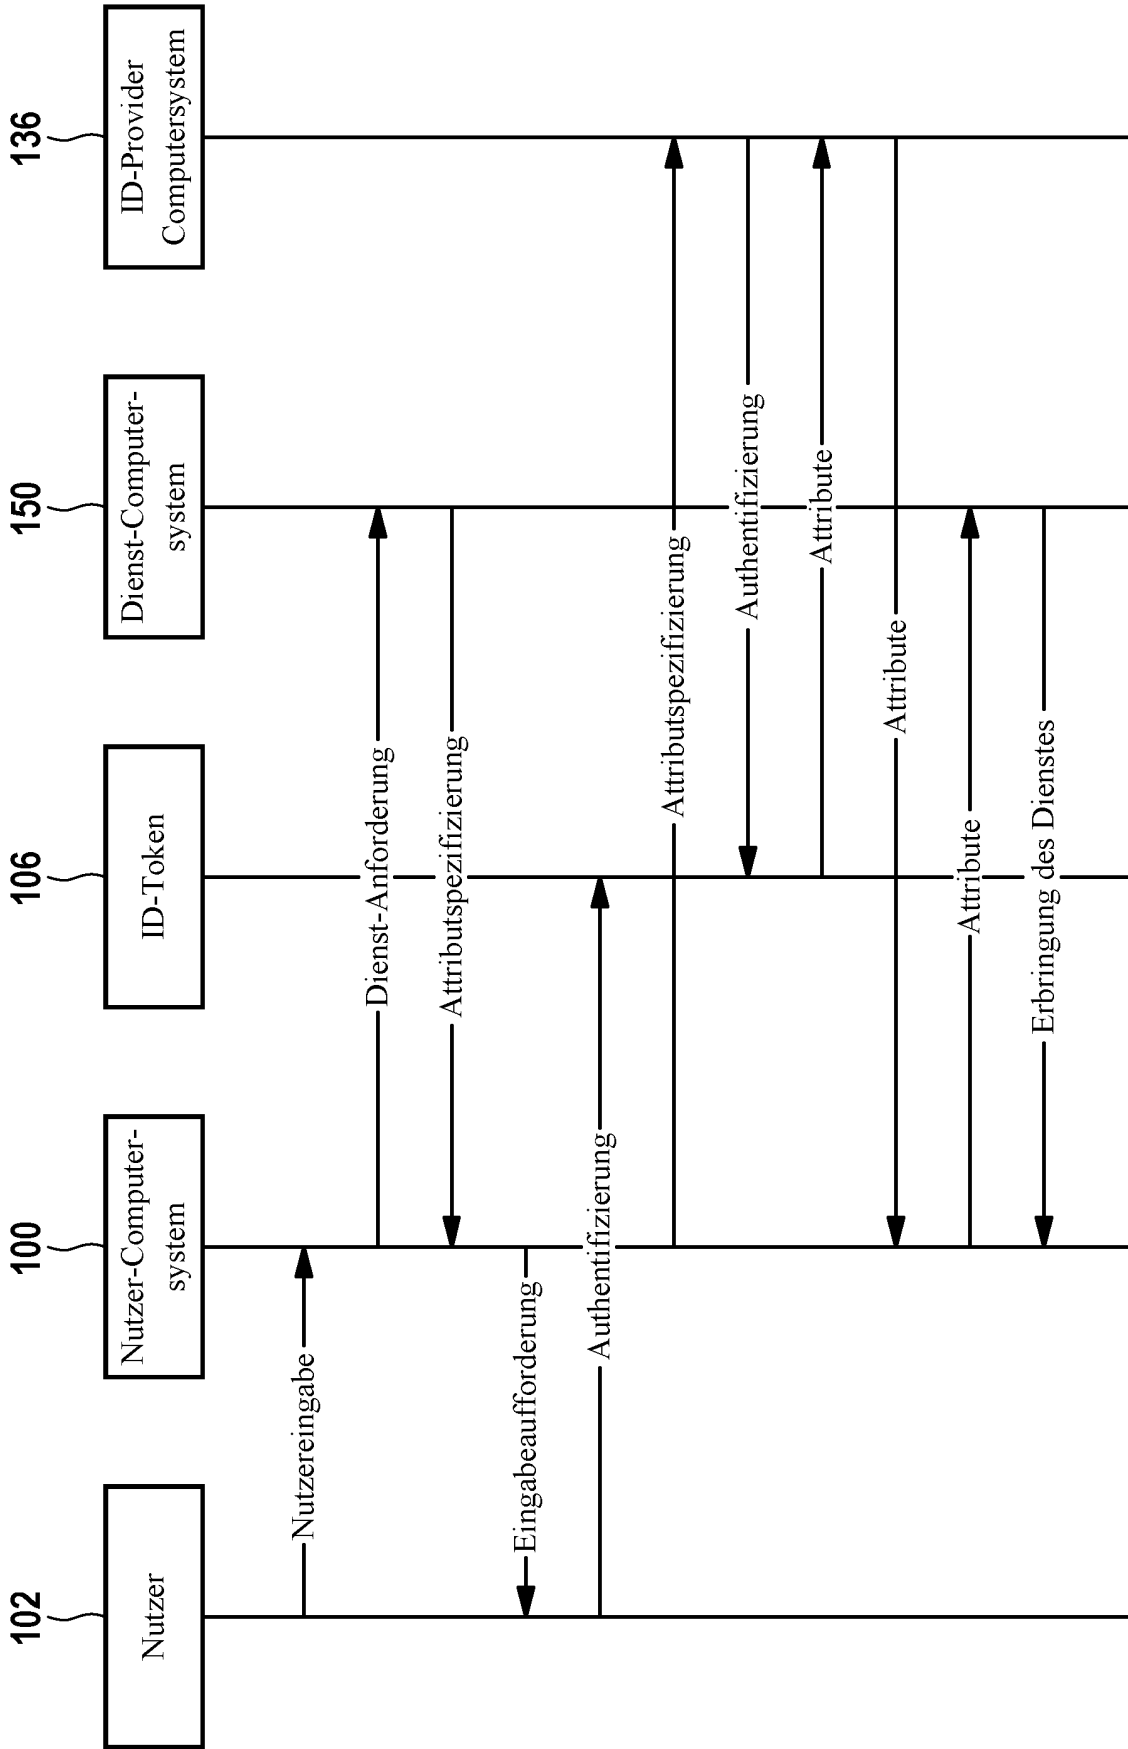 102
100
106
150
136
Nutzer
Nutzer-Computer-
system
ID-Token
Dienst-Computer-
system
ID-Provider
Computersystem
Nutzereingabe
Dienst-Anforderung
Attributspezifizierung
Eingabeaufforderung
Authentifizierung
Attributspezifizierung
Authentifizierung
Attribute
Attribute
Attribute
Erbringung des Dienstes